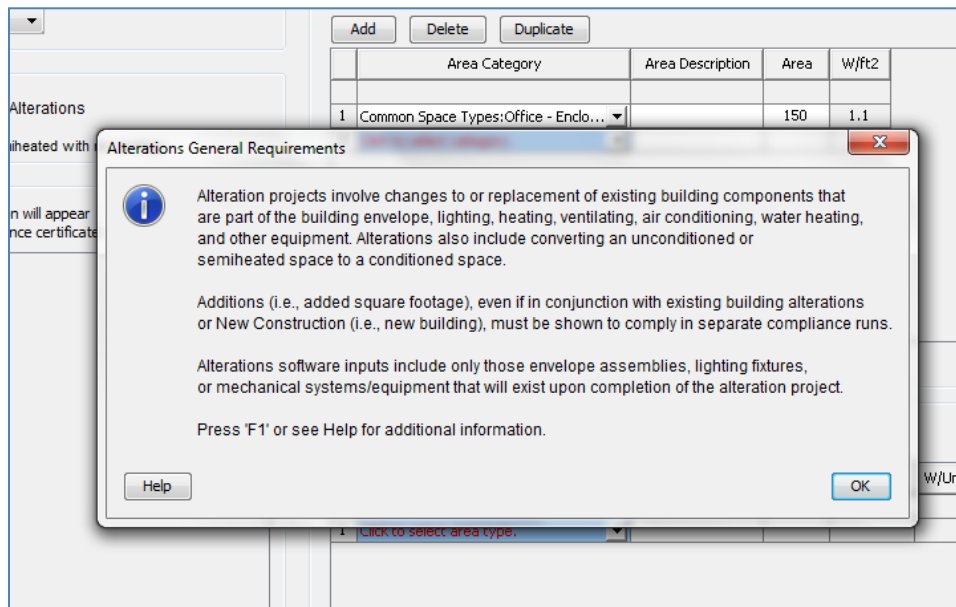 Add Delete Duplicate
Area Category Area Description Area W/ft2
Alterations
1 Common Space Types:Office - Enclo... 150 1.1
Alterations General Requirements
Alteration projects involve changes to or replacement of existing building components that
are part of the building envelope, lighting, heating, ventilating, air conditioning, water heating,
and other equipment. Alterations also include converting an unconditioned or
semiheated space to a conditioned space.
Additions (i.e., added square footage), even if in conjunction with existing building alterations
or New Construction (i.e., new building), must be shown to comply in separate compliance runs.
Alterations software inputs include only those envelope assemblies, lighting fixtures,
or mechanical systems/equipment that will exist upon completion of the alteration project.
Press 'F1' or see Help for additional information.
Help OK
n will appear
nce certificate
1 Click to select area type.